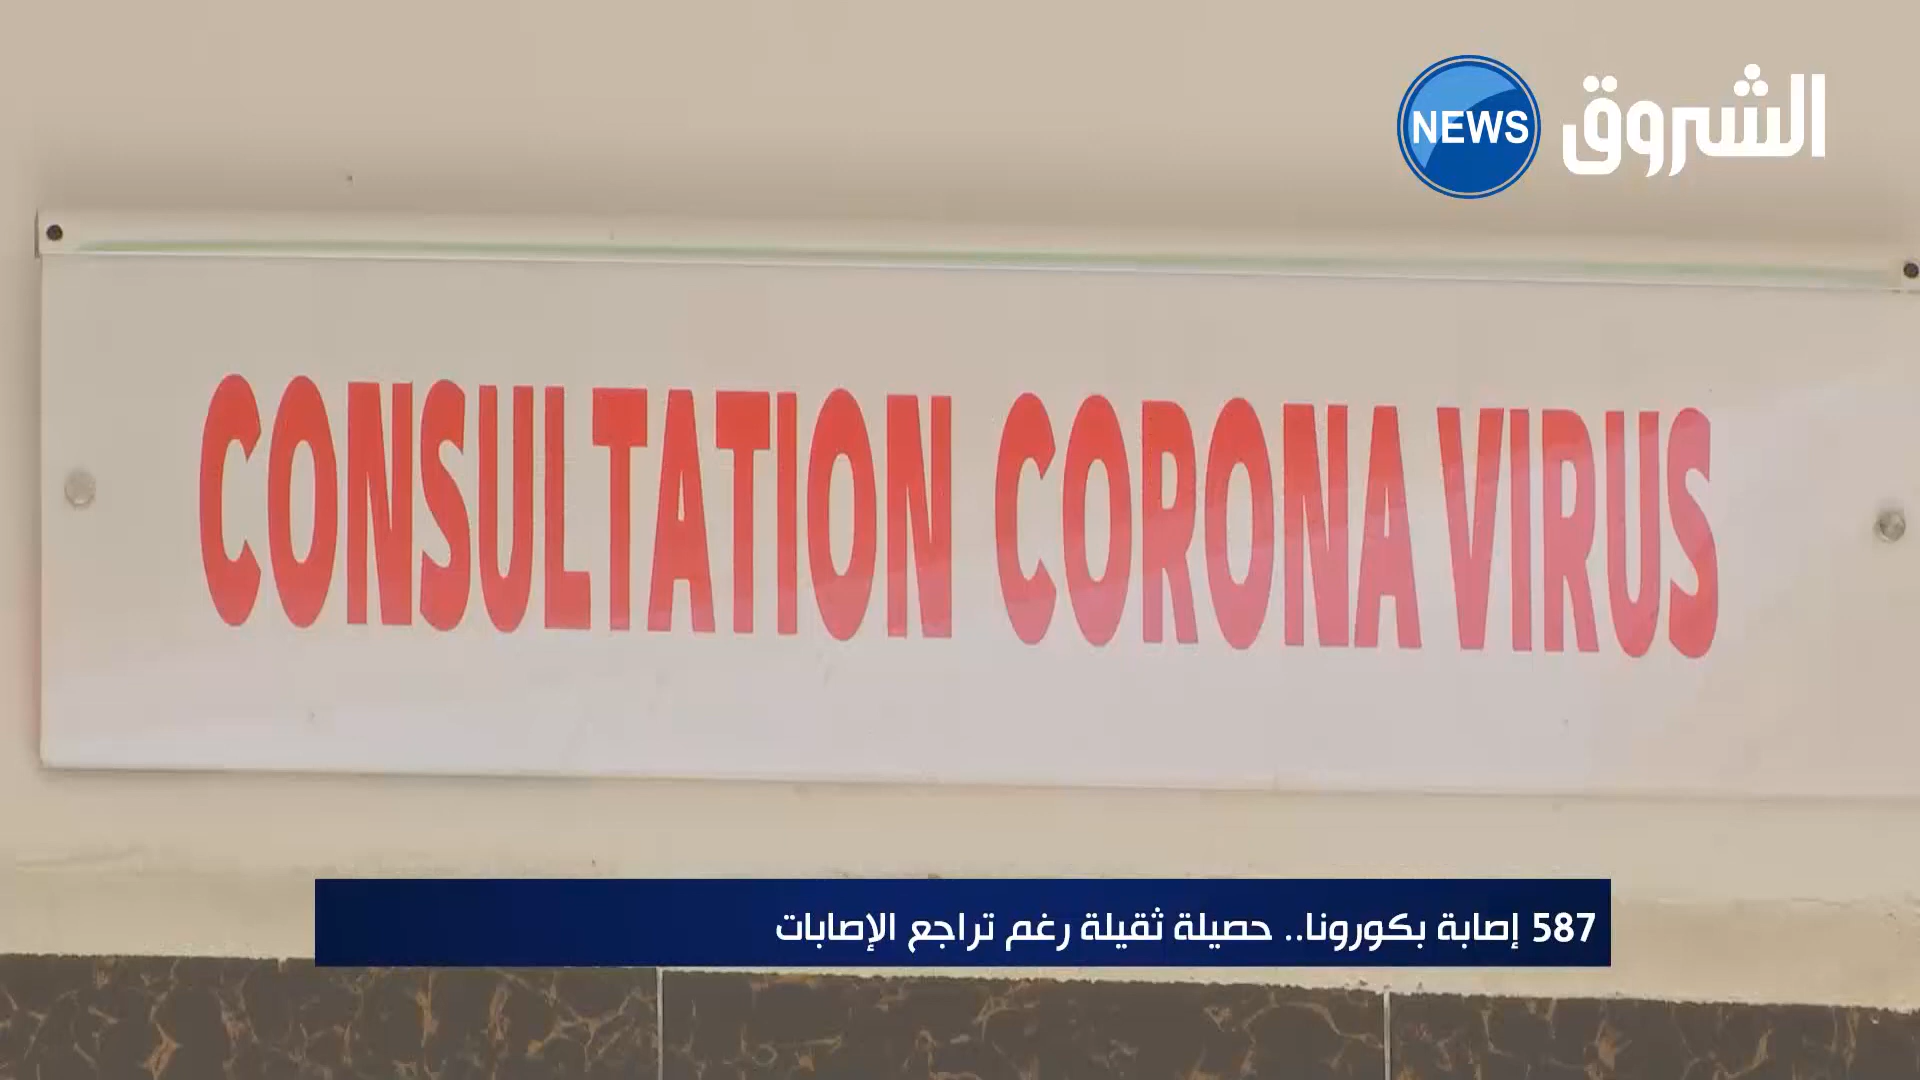 NEWS الشروق
CONSULTATION CORONA VIRUS
587 إصابة بكورونا.. حصيلة ثقيلة رغم تراجع الإصابات